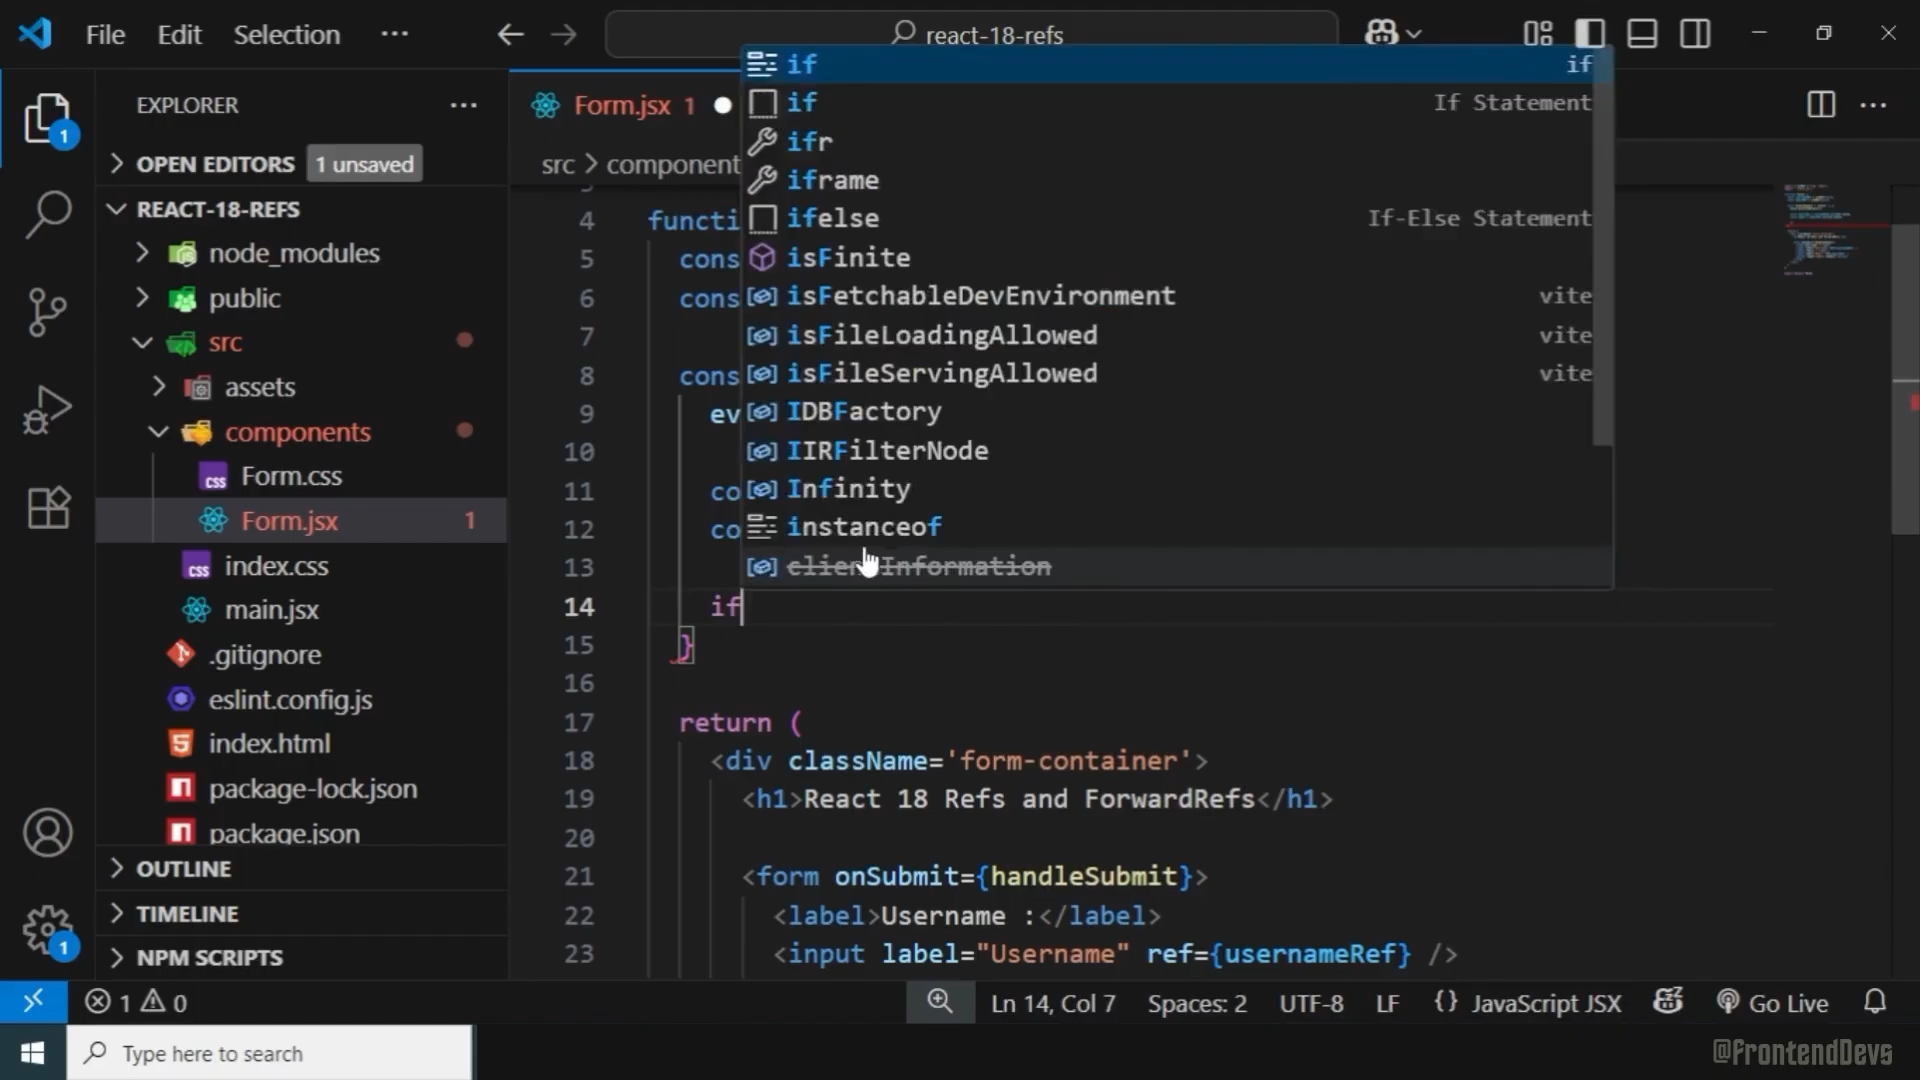 File Edit Selection ··· react-18-refs
EXPLORER ···
OPEN EDITORS 1 unsaved
REACT-18-REFS
node_modules
public
src
assets
components
Form.css
Form.jsx 1
index.css
main.jsx
.gitignore
eslint.config.js
index.html
package-lock.json
package.json
OUTLINE
TIMELINE
NPM SCRIPTS
1
1
Form.jsx 1
src > component
if if
if If Statement
ifr
iframe
ifelse If-Else Statement
isFinite
isFetchableDevEnvironment vite
isFileLoadingAllowed vite
isFileServingAllowed vite
IDBFactory
IIRFilterNode
Infinity
instanceof
clientInformation
4 functi
5 cons
6 cons
7
8 cons
9 ev
10
11 co
12 co
13
14 if
15 }
16
17 return (
18 <div className='form-container'>
19 <h1>React 18 Refs and ForwardRefs</h1>
20
21 <form onSubmit={handleSubmit}>
22 <label>Username :</label>
23 <input label="Username" ref={usernameRef} />
1 0 Ln 14, Col 7 Spaces: 2 UTF-8 LF {} JavaScript JSX Go Live
Type here to search
@FrontendDevs